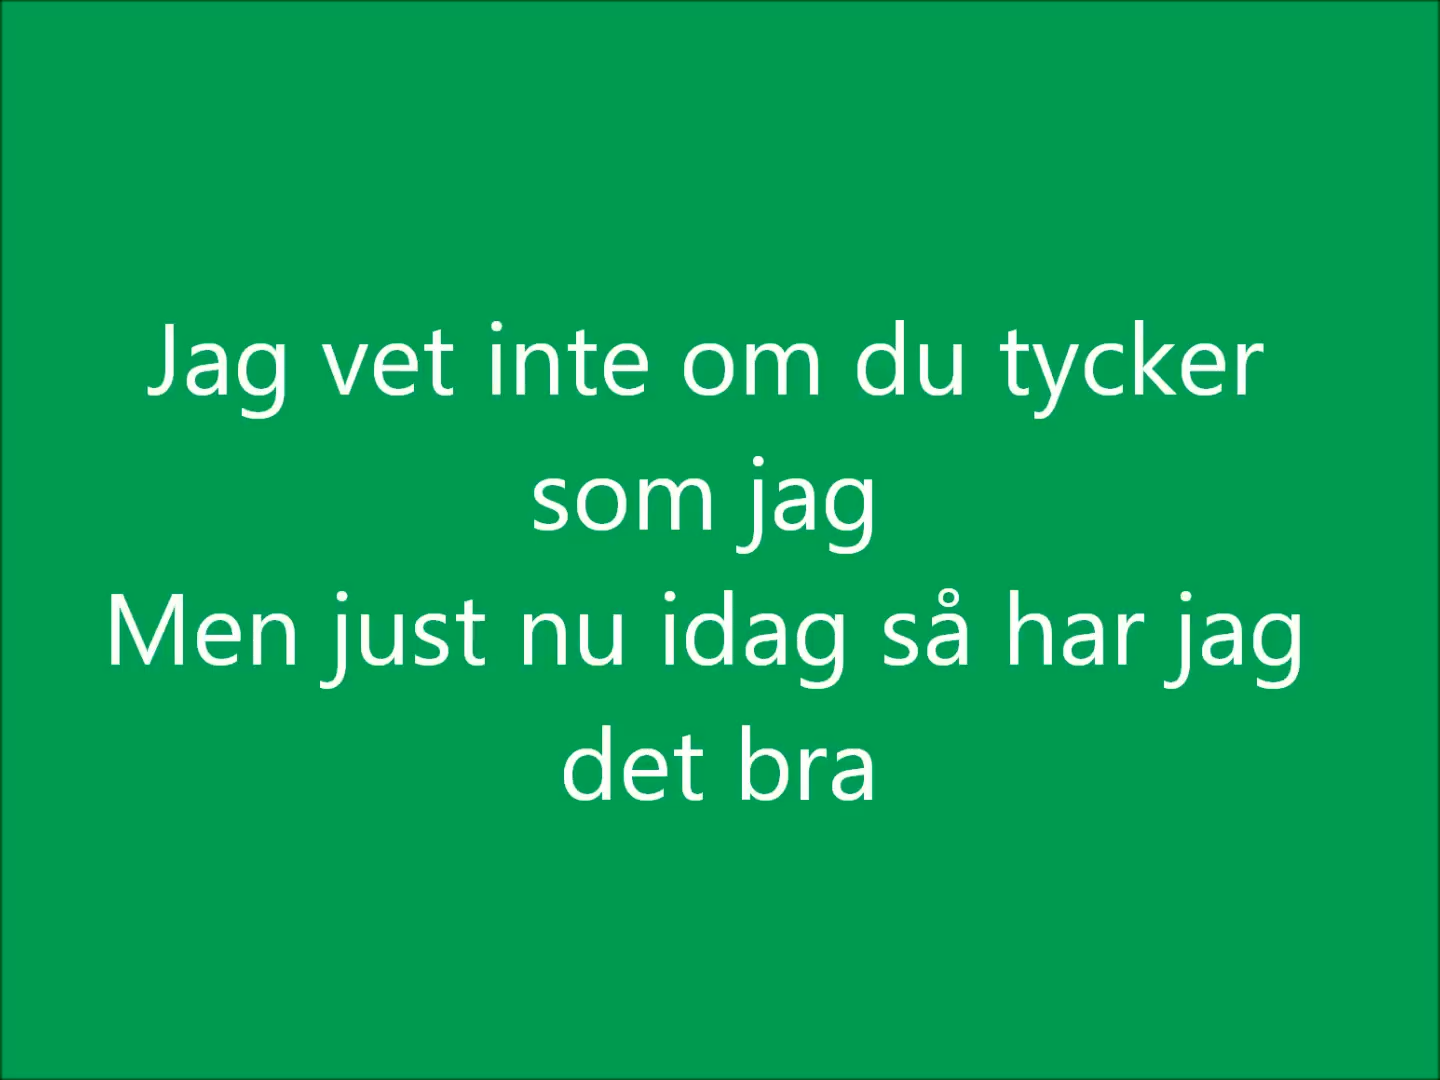 Jag vet inte om du tycker
som jag
Men just nu idag så har jag
det bra